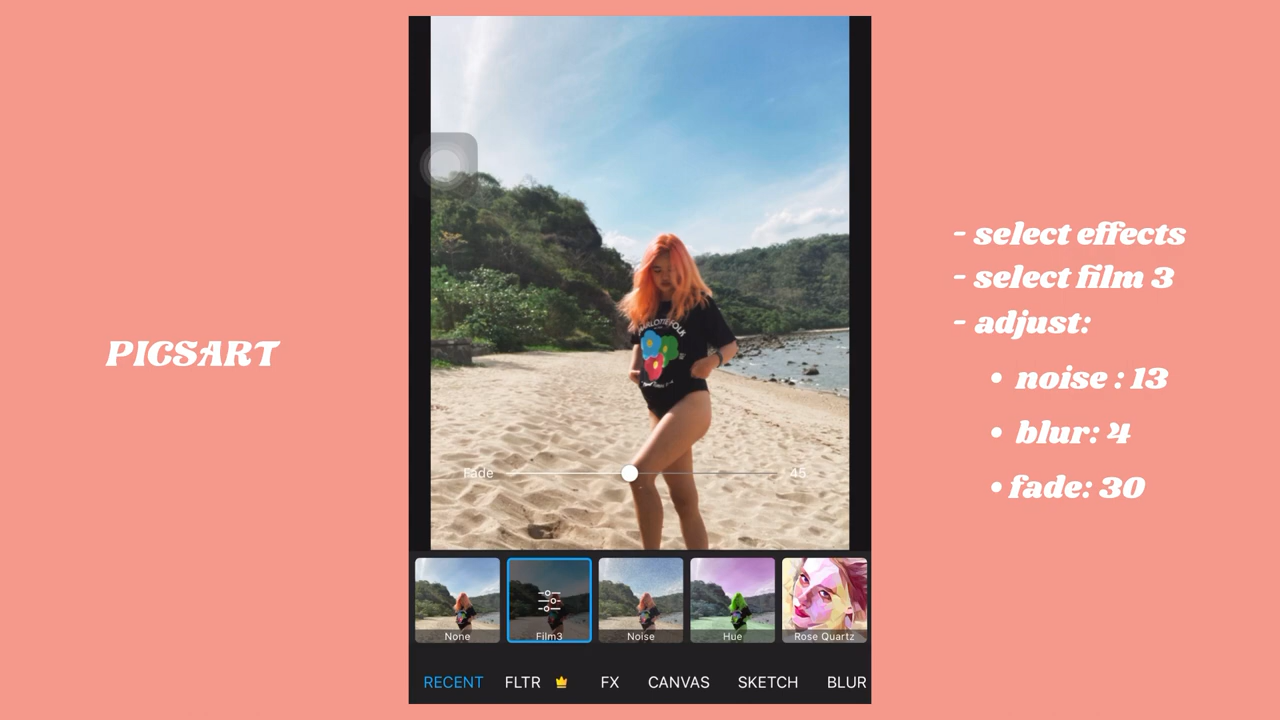 PICSART
- select effects
- select film 3
- adjust:
• noise : 13
• blur: 4
• fade: 30
Fade 45
None Film3 Noise Hue Rose Quartz
RECENT FLTR FX CANVAS SKETCH BLUR